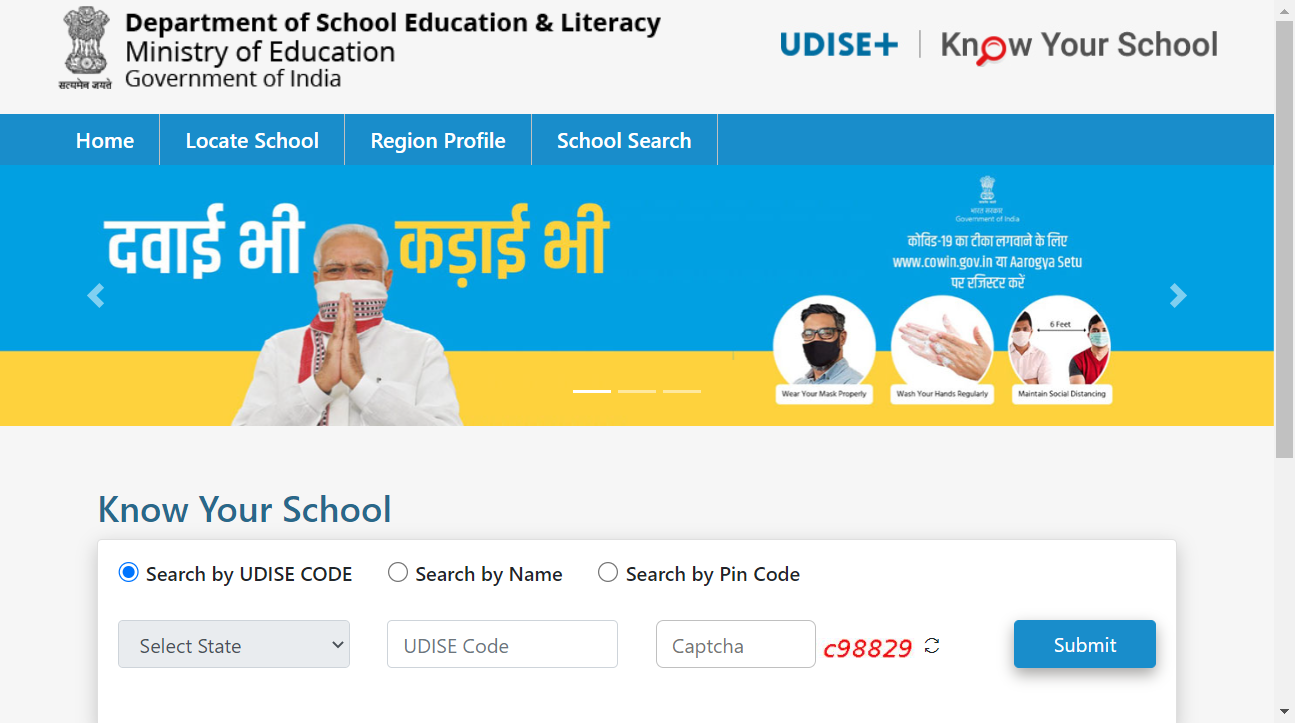 Department of School Education & Literacy
Ministry of Education
Government of India
सत्यमेव जयते
UDISE+ | Know Your School
Home
Locate School
Region Profile
School Search
दवाई भी कड़ाई भी
भारत सरकार
Government of India
कोविड-19 का टीका लगवाने के लिए
www.cowin.gov.in या Aarogya Setu
पर रजिस्टर करें
6 Feet
Wear Your Mask Properly
Wash Your Hands Regularly
Maintain Social Distancing
Know Your School
Search by UDISE CODE
Search by Name
Search by Pin Code
Select State
UDISE Code
Captcha
c98829
Submit